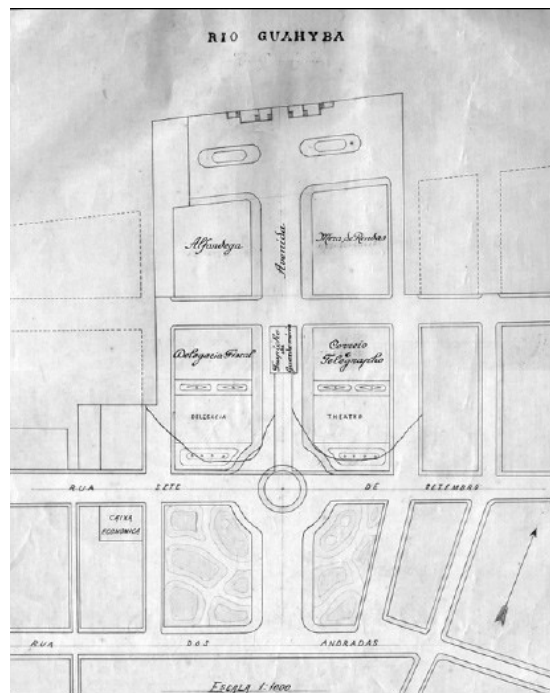 RIO GUAHYBA
Alfandega
Avenida
Meza de Rendas
Delegacia Fiscal
Correio
e
Telegrapho
DELEGACIA
THEATRO
RUA SETE DE SETEMBRO
CAIXA
ECONOMICA
RUA DOS ANDRADAS
ESCALA 1:1000